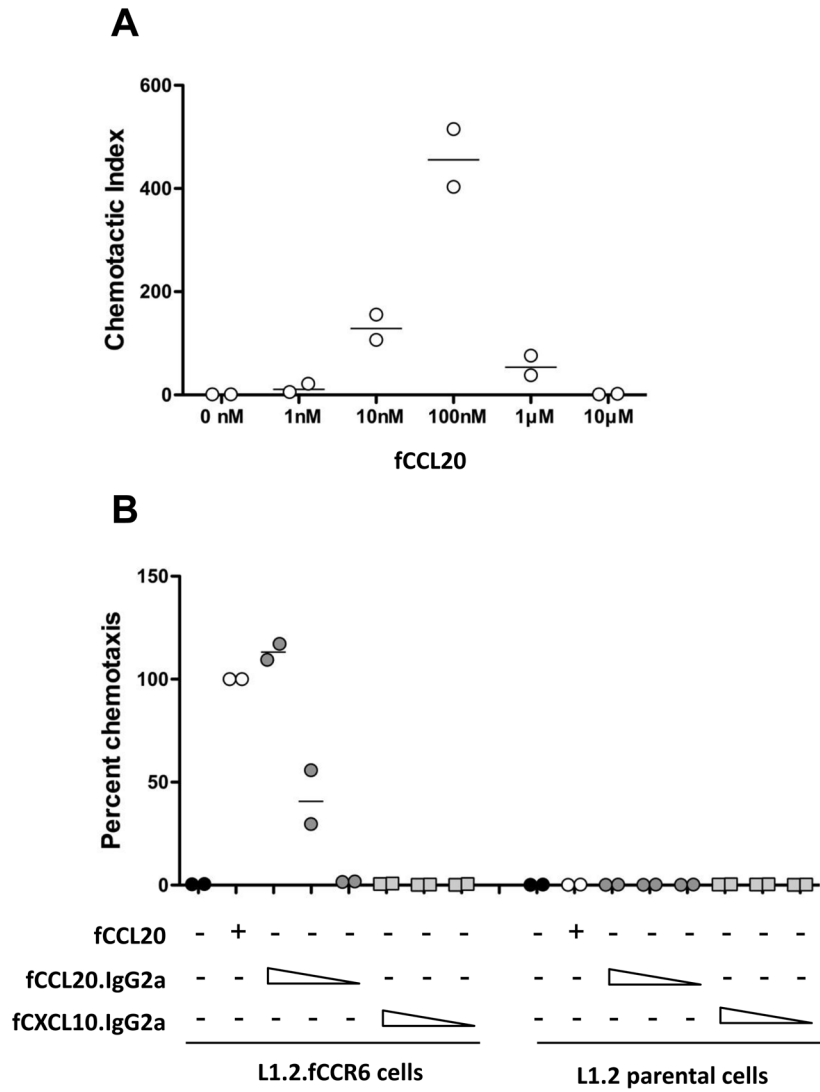 A
600
400
200
0
Chemotactic Index
0 nM 1nM 10nM 100nM 1µM 10µM
fCCL20
B
150
100
50
0
Percent chemotaxis
fCCL20 - + - - - - - - - + - - - - - -
fCCL20.IgG2a - - - - - - - - - -
fCXCL10.IgG2a - - - - - - - - - -
L1.2.fCCR6 cells L1.2 parental cells